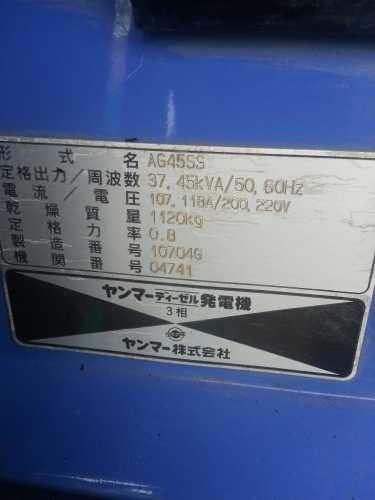 形式名 AG45SS
定格出力/周波数 37,45kVA/50,60Hz
電流/電圧 107,118A/200,220V
乾燥質量 1120kg
定格力率 0.8
製造番号 10704G
機関番号 04741
ヤンマーディーゼル発電機
3相
ヤンマー株式会社